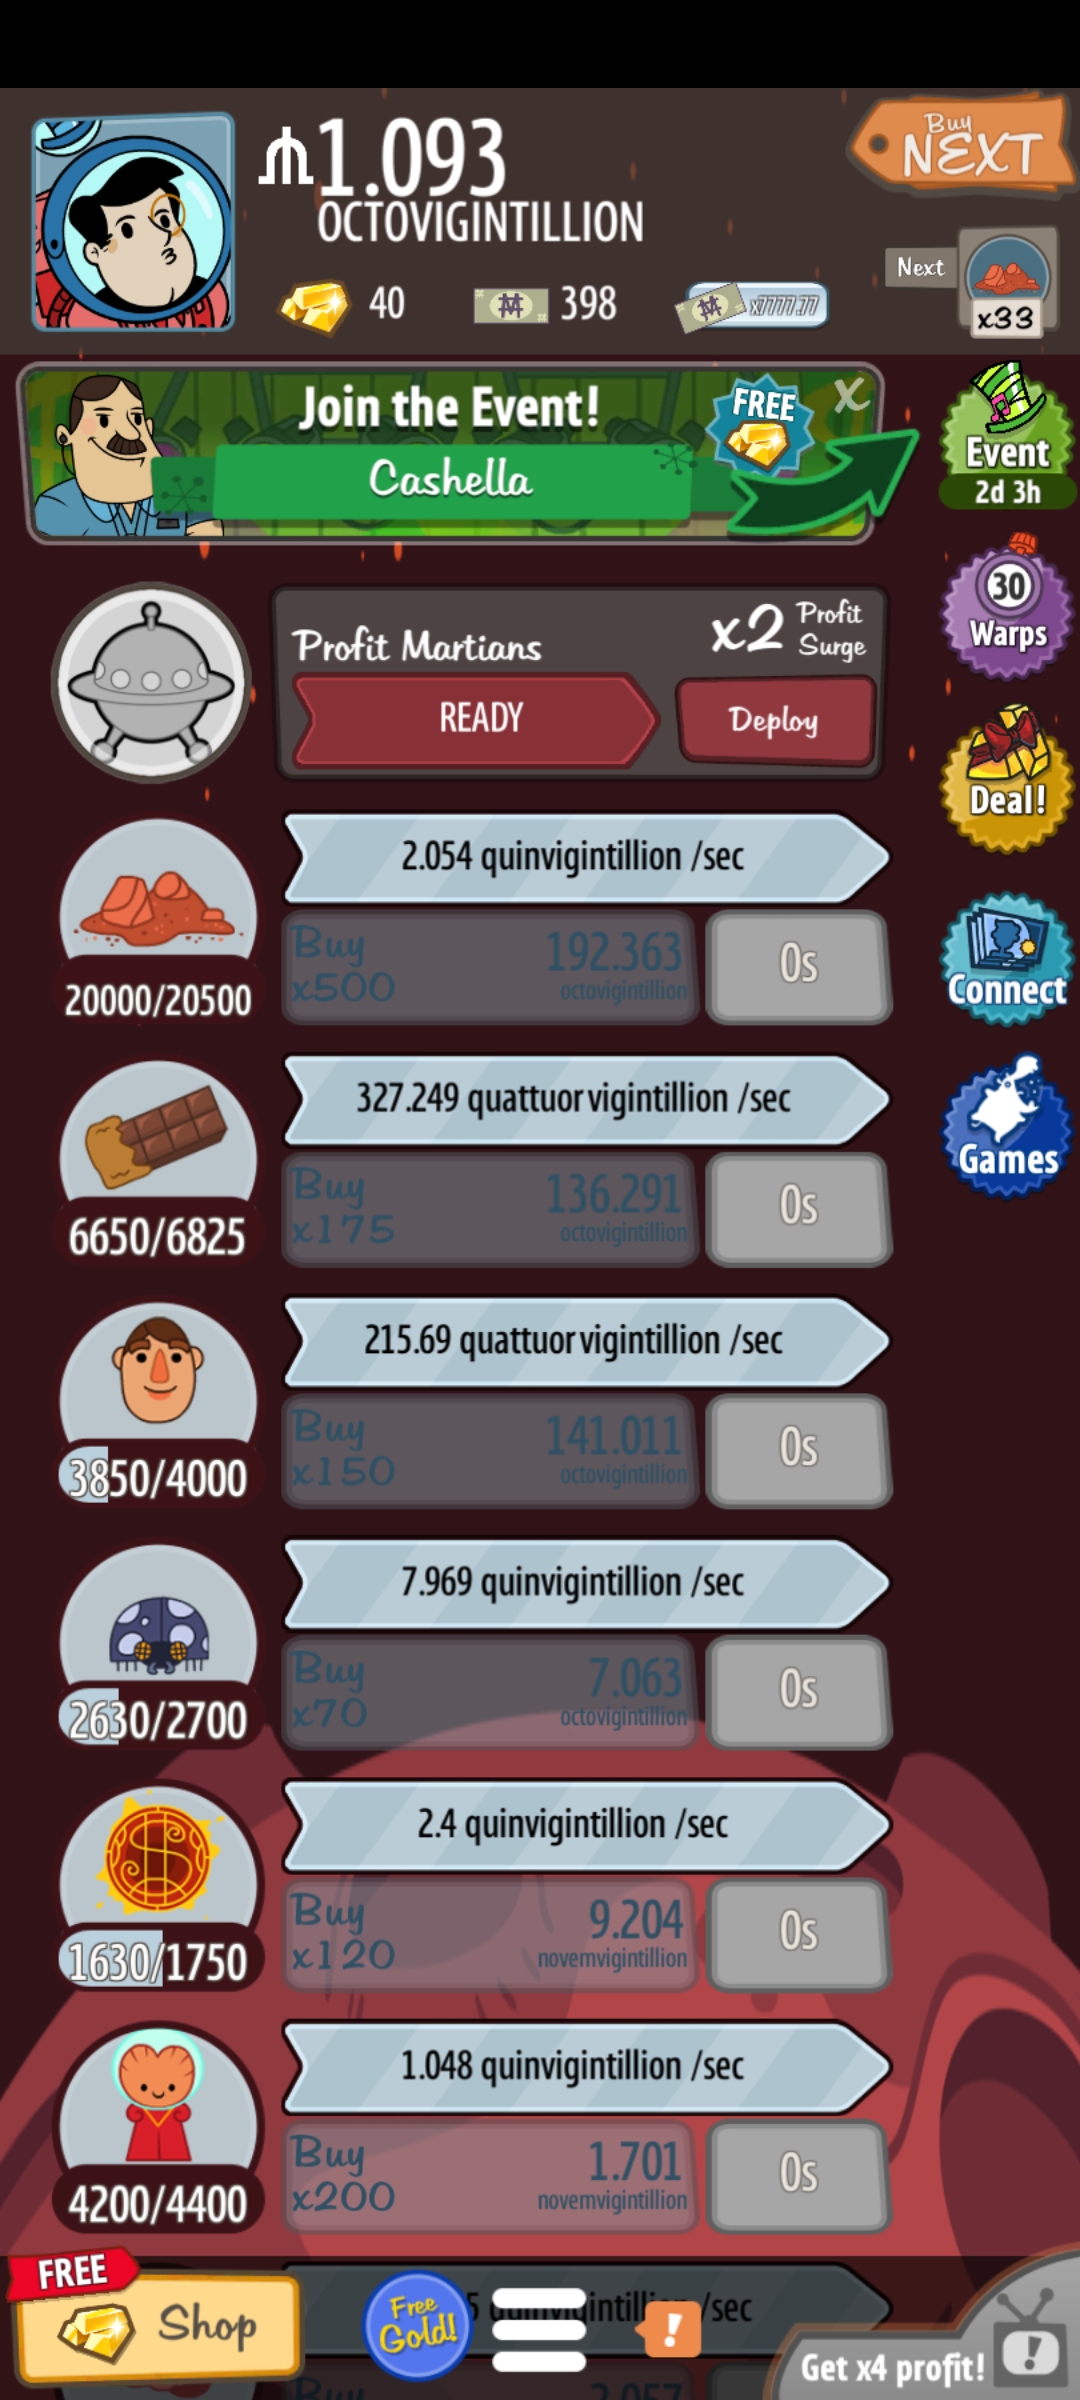 1.093
OCTOVIGINTILLION
Buy
NEXT
40
398
x7777.77
Next
x33
Join the Event!
Cashella
FREE
X
Event
2d 3h
30
Warps
Deal!
Connect
Games
Profit Martians
x2 Profit
Surge
READY
Deploy
2.054 quinvigintillion /sec
Buy
x500
192.363
octovigintillion
0s
20000/20500
327.249 quattuorvigintillion /sec
Buy
x175
136.291
octovigintillion
0s
6650/6825
215.69 quattuorvigintillion /sec
Buy
x150
141.011
octovigintillion
0s
3850/4000
7.969 quinvigintillion /sec
Buy
x70
7.063
octovigintillion
0s
2630/2700
2.4 quinvigintillion /sec
Buy
x120
9.204
novemvigintillion
0s
1630/1750
1.048 quinvigintillion /sec
Buy
x200
1.701
novemvigintillion
0s
4200/4400
/sec
FREE
Shop
Free
Gold!
!
Get x4 profit!
!